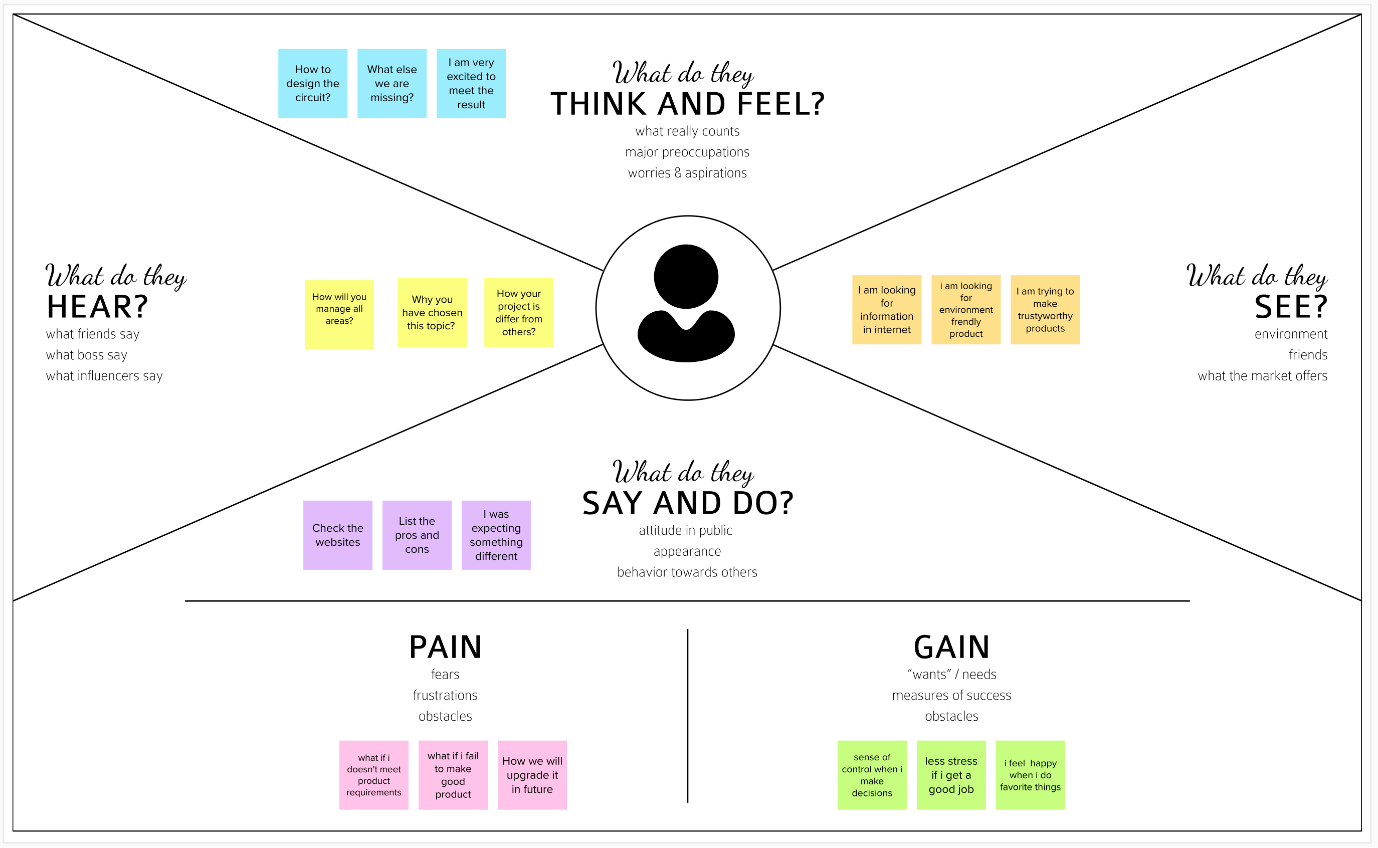 How to
design the
circuit?
What else
we are
missing?
I am very
excited to
meet the
result
What do they
THINK AND FEEL?
what really counts
major preoccupations
worries & aspirations
What do they
HEAR?
what friends say
what boss say
what influencers say
How will you
manage all
areas?
Why you
have chosen
this topic?
How your
project is
differ from
others?
I am looking
for
information
in internet
i am looking
for
environment
frendly
product
I am trying to
make
trustyworthy
products
What do they
SEE?
environment
friends
what the market offers
What do they
SAY AND DO?
attitude in public
appearance
behavior towards others
Check the
websites
List the
pros and
cons
I was
expecting
something
different
PAIN
fears
frustrations
obstacles
what if i
doesn't meet
product
requirements
what if i fail
to make
good
product
How we will
upgrade it
in future
GAIN
“wants” / needs
measures of success
obstacles
sense of
control when i
make
decisions
less stress
if i get a
good job
i feel happy
when i do
favorite things